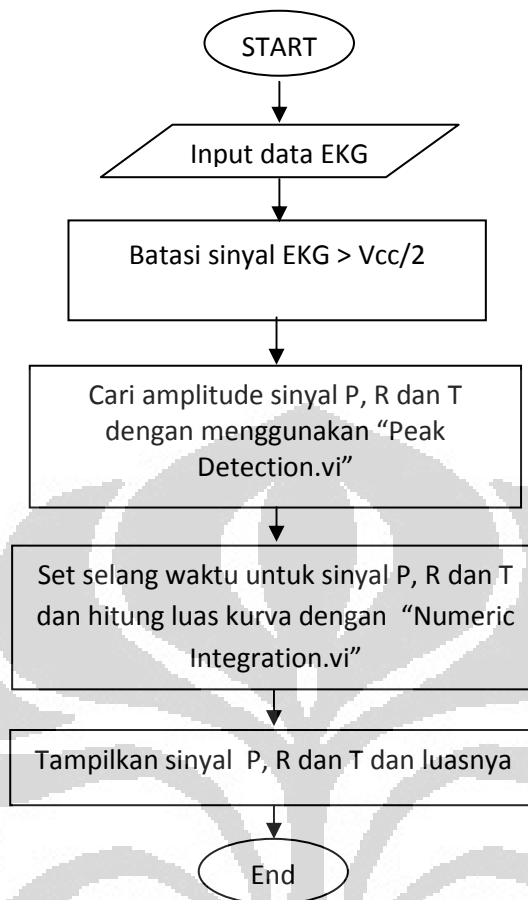 START
Input data EKG
Batasi sinyal EKG > Vcc/2
Cari amplitude sinyal P, R dan T
dengan menggunakan “Peak
Detection.vi”
Set selang waktu untuk sinyal P, R dan T
dan hitung luas kurva dengan “Numeric
Integration.vi”
Tampilkan sinyal P, R dan T dan luasnya
End